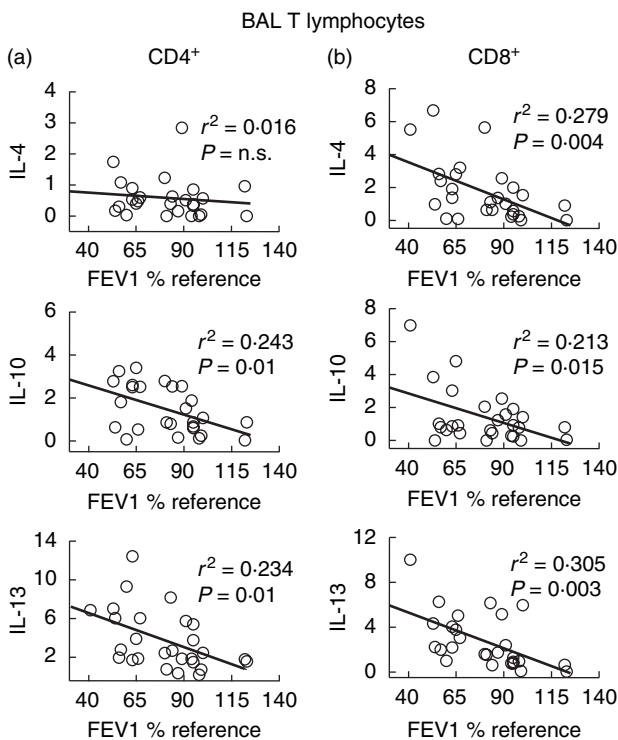 BAL T lymphocytes
(a)
CD4⁺
(b)
CD8⁺
4
3
2
1
0
IL-4
r² = 0·016
P = n.s.
40 65 90 115 140
FEV1 % reference
8
6
4
2
0
IL-4
r² = 0·279
P = 0·004
40 65 90 115 140
FEV1 % reference
6
4
2
0
IL-10
r² = 0·243
P = 0·01
40 65 90 115 140
FEV1 % reference
8
6
4
2
0
IL-10
r² = 0·213
P = 0·015
40 65 90 115 140
FEV1 % reference
14
10
6
2
IL-13
r² = 0·234
P = 0·01
40 65 90 115 140
FEV1 % reference
12
8
4
0
IL-13
r² = 0·305
P = 0·003
40 65 90 115 140
FEV1 % reference